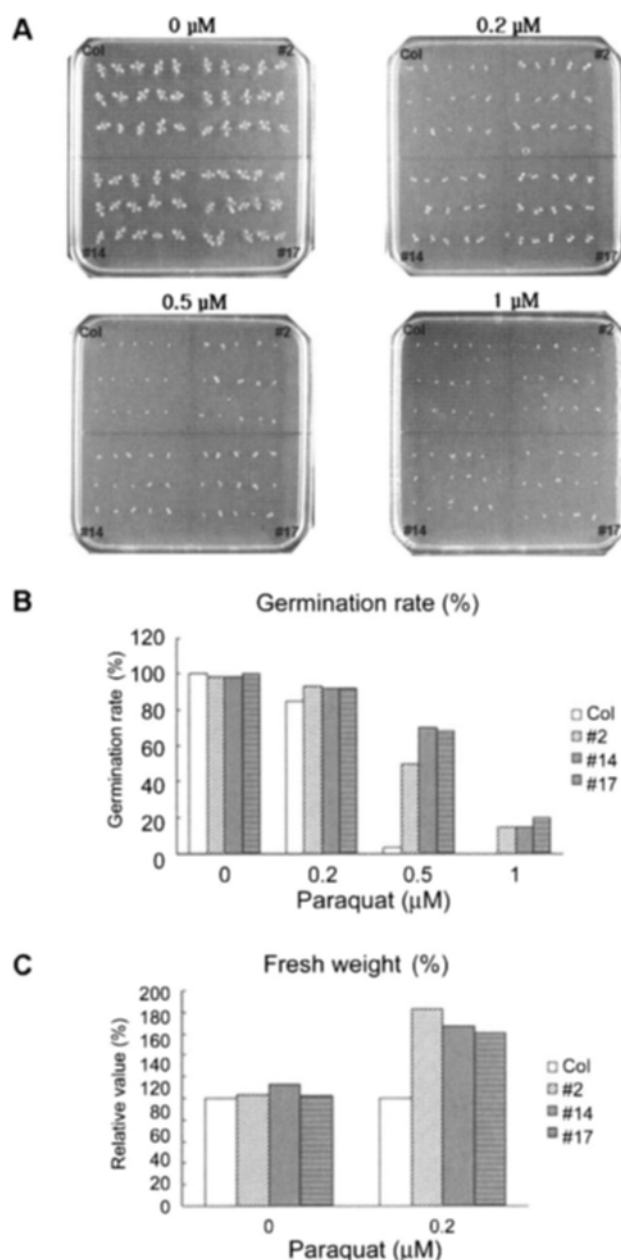 A
0 µM
0.2 µM
Col
#2
#14
#17
Col
#2
#14
#17
0.5 µM
1 µM
Col
#2
#14
#17
Col
#2
#14
#17
B
Germination rate (%)
Germination rate (%)
120
100
80
60
40
20
0
0 0.2 0.5 1
Paraquat (µM)
Col
#2
#14
#17
C
Fresh weight (%)
Relative value (%)
200
180
160
140
120
100
80
60
40
20
0
0 0.2
Paraquat (µM)
Col
#2
#14
#17